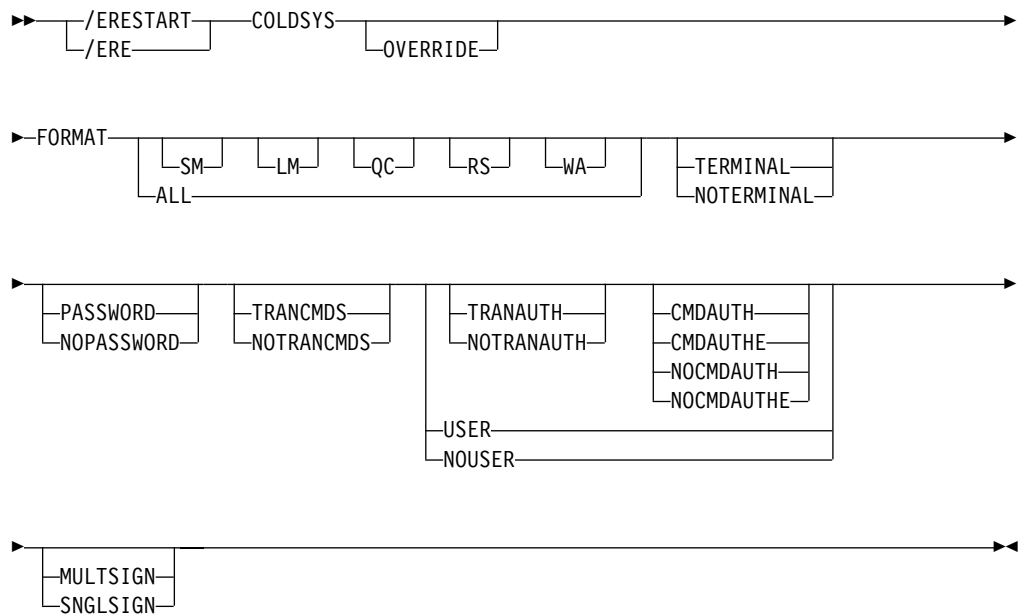 /ERESTART COLDSYS
/ERE OVERRIDE
FORMAT
SM LM QC RS WA TERMINAL
ALL NOTERMINAL
PASSWORD TRANCMDS TRANAUTH CMDAUTH
NOPASSWORD NOTRANCMDS NOTRANAUTH CMDAUTHE
NOCMDAUTH
NOCMDAUTHE
USER
NOUSER
MULTSIGN
SNGLSIGN